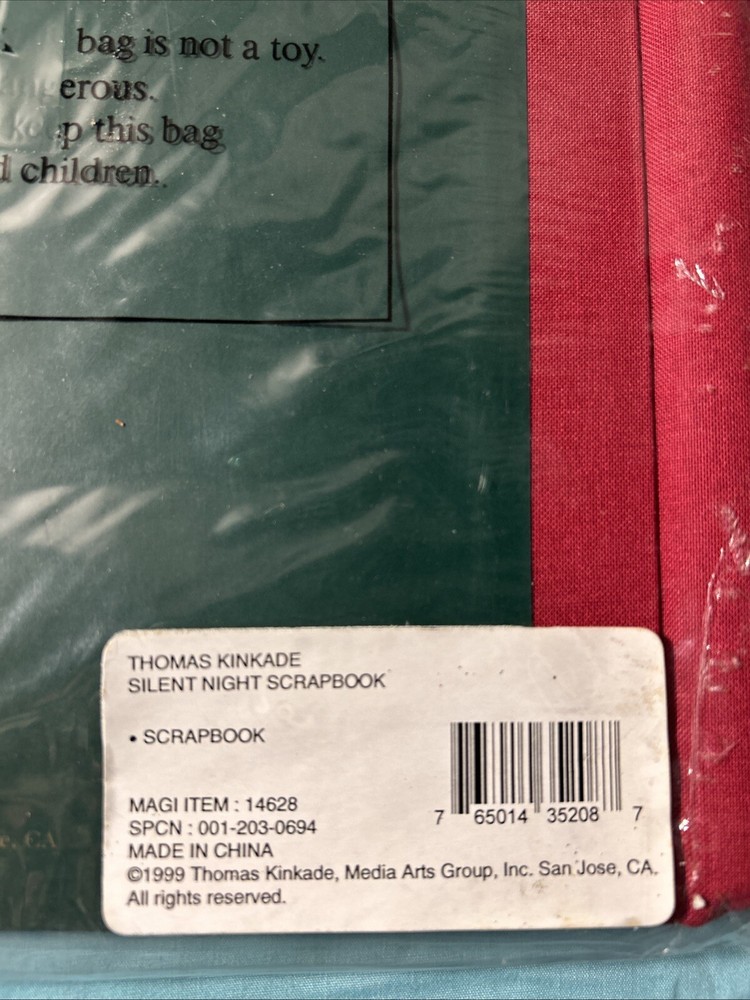 bag is not a toy.
erous.
keep this bag
d children.
THOMAS KINKADE
SILENT NIGHT SCRAPBOOK
• SCRAPBOOK
MAGI ITEM : 14628
SPCN : 001-203-0694
MADE IN CHINA
©1999 Thomas Kinkade, Media Arts Group, Inc. San Jose, CA.
All rights reserved.
7 65014 35208 7
e, CA